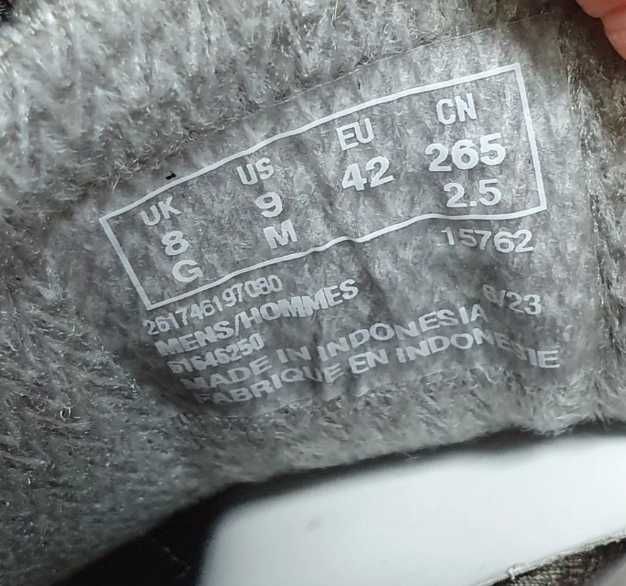 UK US EU CN
8 9 42 265
G M 2.5
261746197080 15762
MENS/HOMMES 6/23
61646250
MADE IN INDONESIA
FABRIQUE EN INDONESIE